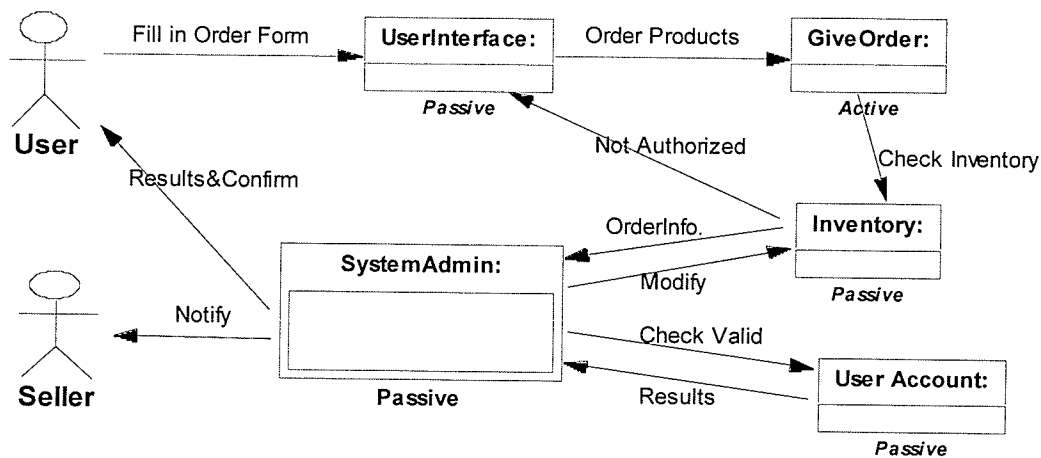 Fill in Order Form
UserInterface:
Order Products
GiveOrder:
Passive
Active
User
Not Authorized
Check Inventory
Results&Confirm
OrderInfo.
Inventory:
SystemAdmin:
Modify
Passive
Notify
Check Valid
Seller
Passive
Results
User Account:
Passive